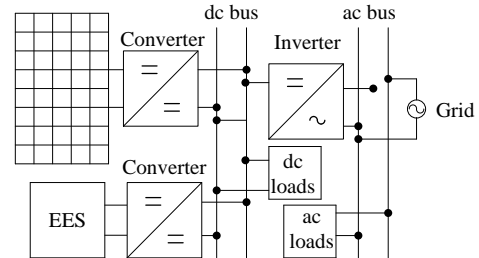 dc bus
ac bus
Converter
Inverter
Grid
Converter
dc
loads
EES
ac
loads